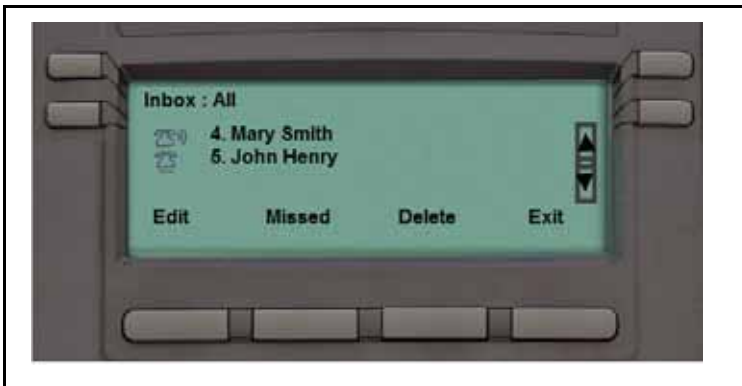 Inbox : All
4. Mary Smith
5. John Henry
Edit Missed Delete Exit